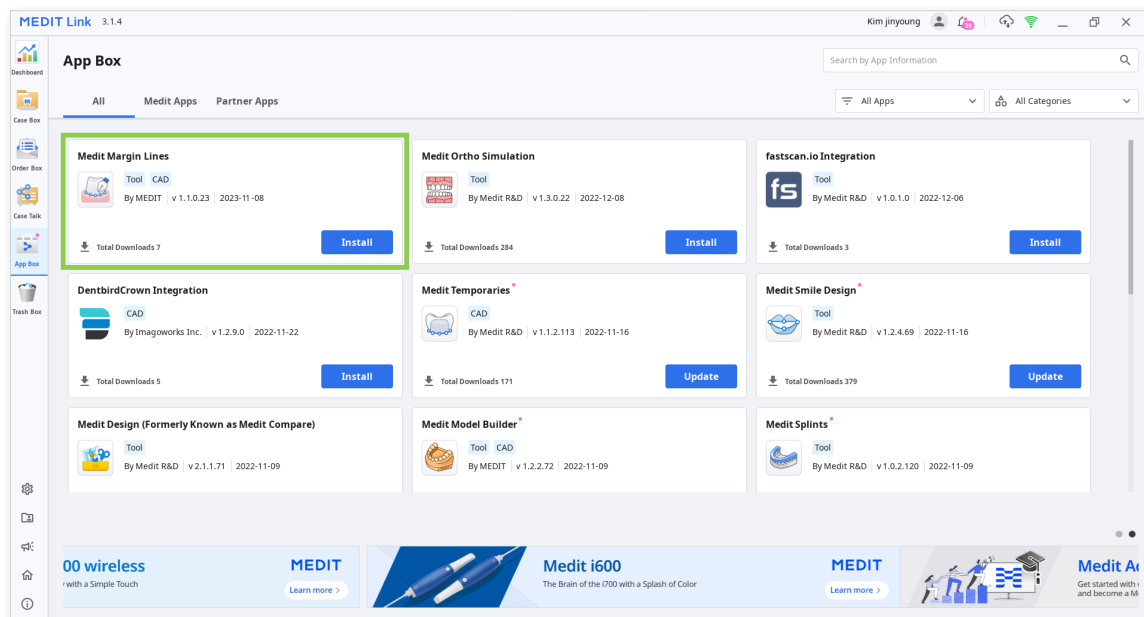 MEDIT Link 3.1.4
Kim jinyoung
39
Dashboard
Case Box
Order Box
Case Talk
App Box
Trash Box
App Box
Search by App Information
All
Medit Apps
Partner Apps
All Apps
All Categories
Medit Margin Lines
Tool CAD
By MEDIT v 1.1.0.23 2023-11-08
Total Downloads 7
Install
Medit Ortho Simulation
Tool
By Medit R&D v 1.3.0.22 2022-12-08
Total Downloads 284
Install
fastscan.io Integration
fs
Tool
By Medit R&D v 1.0.1.0 2022-12-06
Total Downloads 3
Install
DentbirdCrown Integration
CAD
By Imagoworks Inc. v 1.2.9.0 2022-11-22
Total Downloads 5
Install
Medit Temporaries
CAD
By Medit R&D v 1.1.2.113 2022-11-16
Total Downloads 171
Update
Medit Smile Design
Tool
By Medit R&D v 1.2.4.69 2022-11-16
Total Downloads 379
Update
Medit Design (Formerly Known as Medit Compare)
Tool
By Medit R&D v 2.1.1.71 2022-11-09
Medit Model Builder
Tool CAD
By MEDIT v 1.2.2.72 2022-11-09
Medit Splints
Tool
By Medit R&D v 1.0.2.120 2022-11-09
00 wireless
with a Simple Touch
MEDIT
Learn more >
Medit i600
The Brain of the i700 with a Splash of Color
MEDIT
Learn more >
Medit
Get started with
and become a